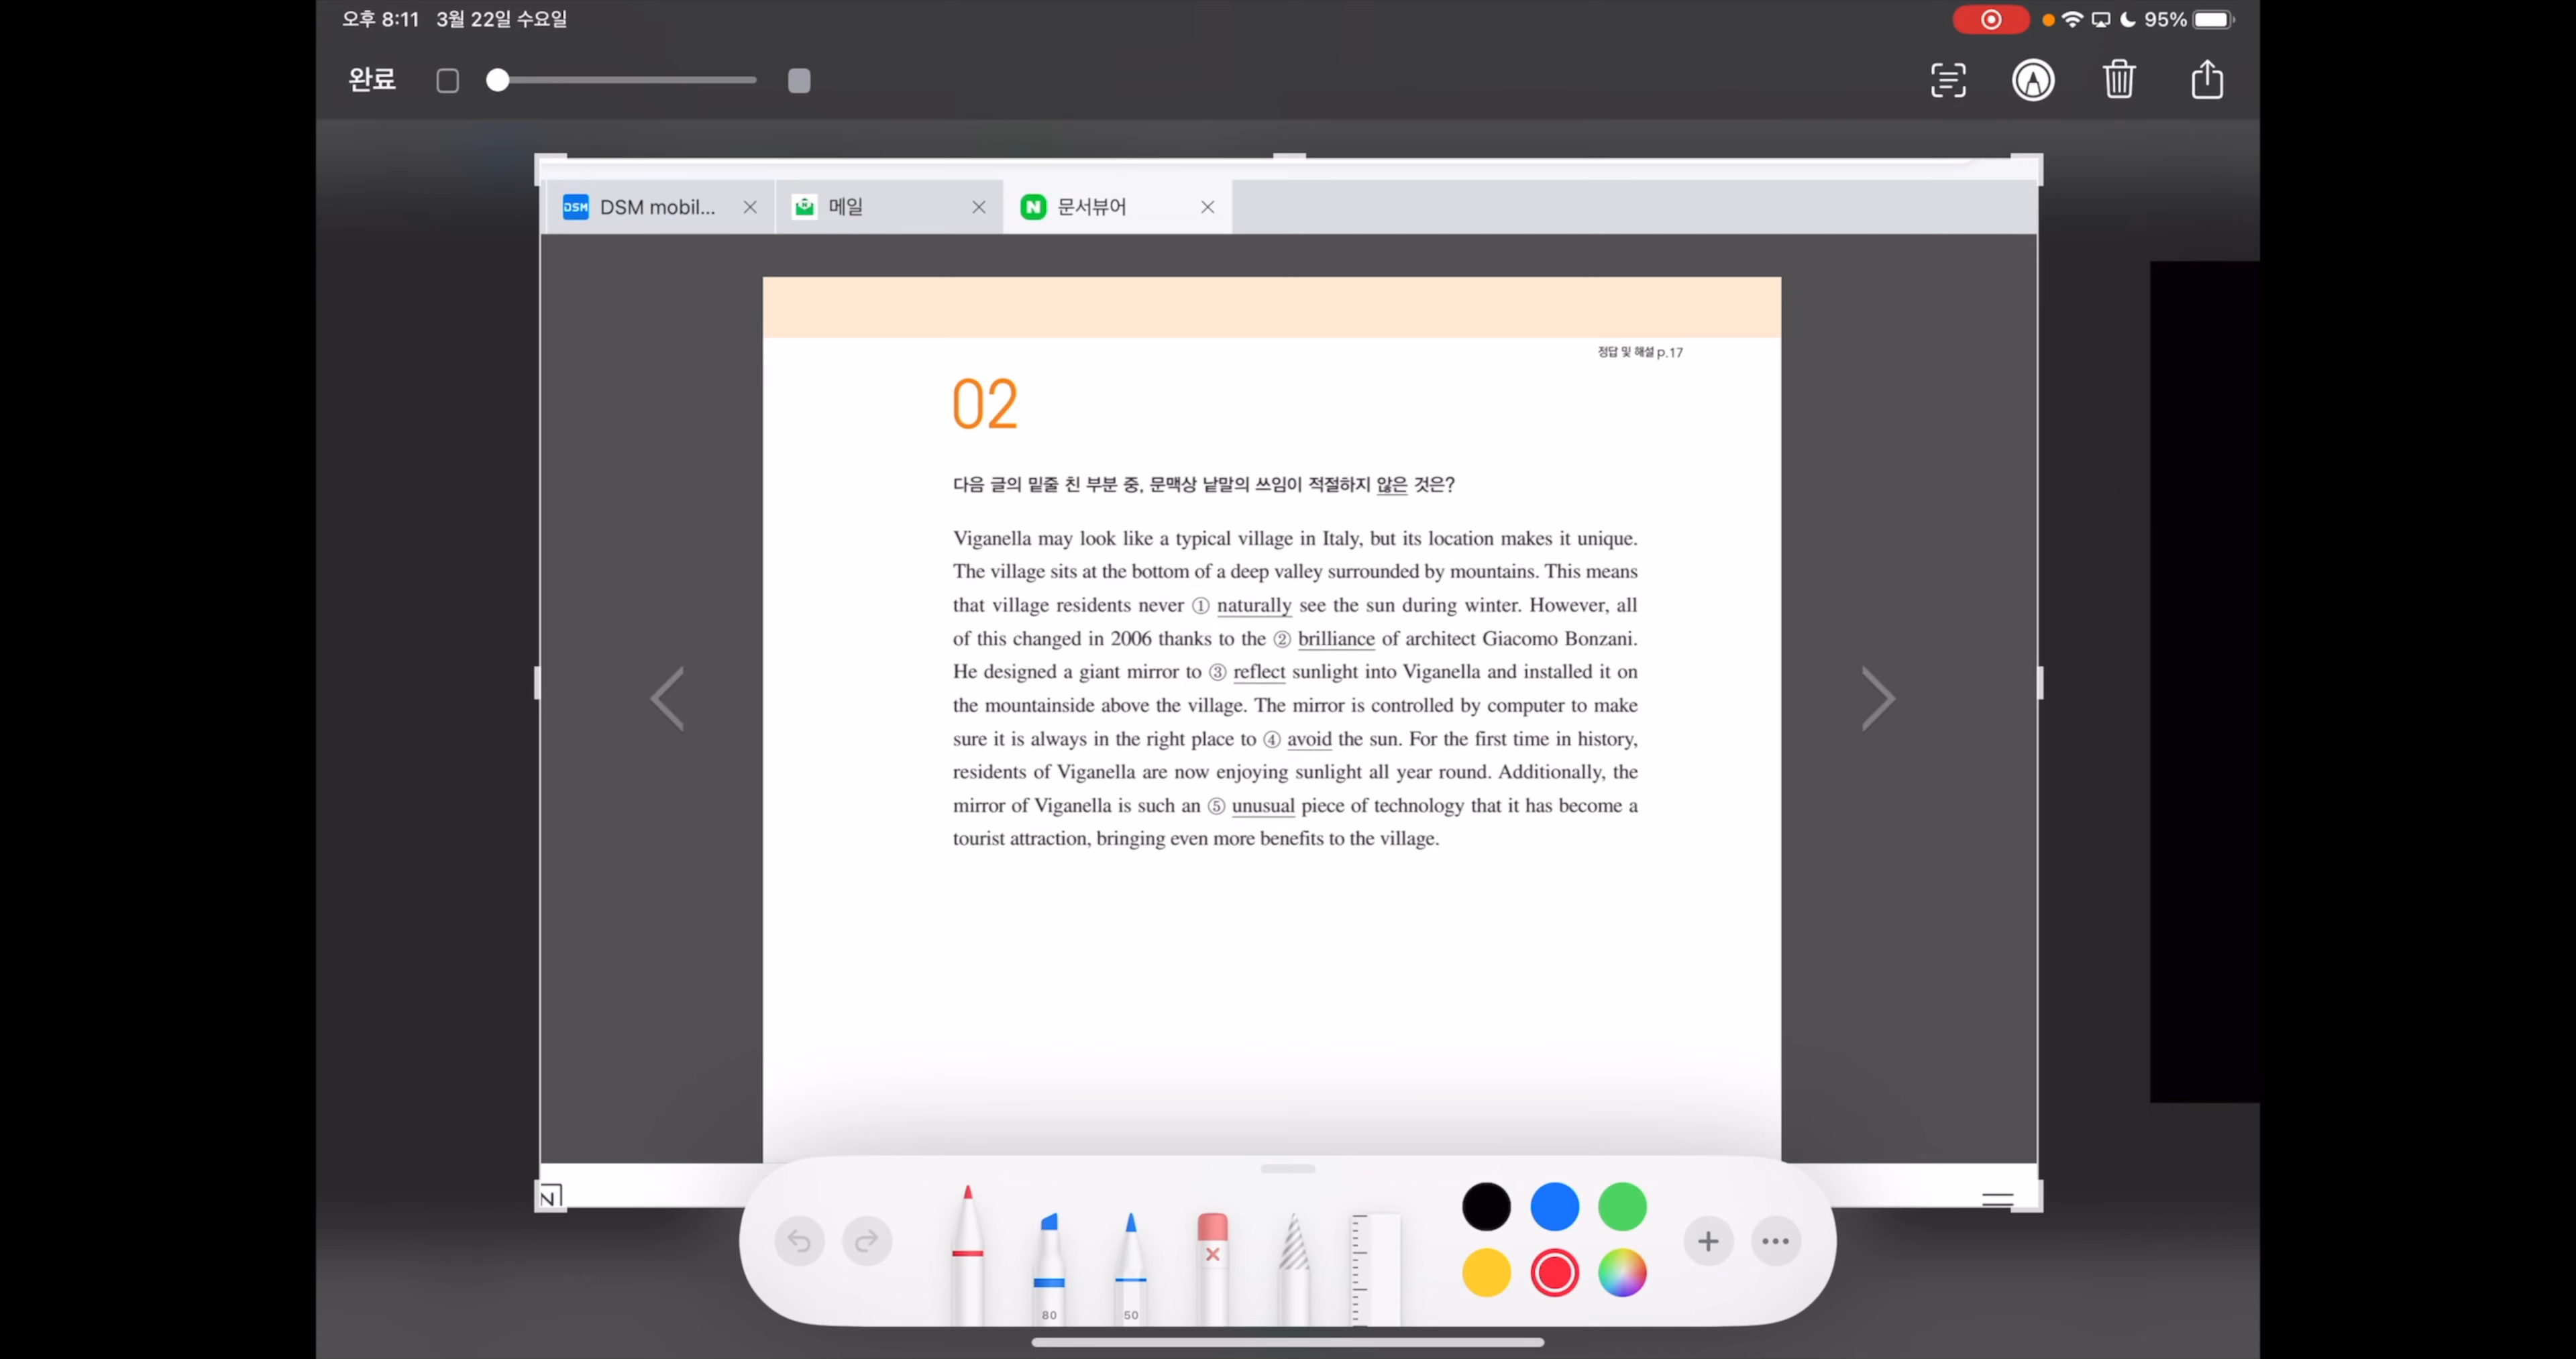 오후 8:11 3월 22일 수요일
95%
완료
DSM DSM mobil...
메일
N 문서뷰어
정답 및 해설 p.17
02
다음 글의 밑줄 친 부분 중, 문맥상 낱말의 쓰임이 적절하지 않은 것은?
Viganella may look like a typical village in Italy, but its location makes it unique.
The village sits at the bottom of a deep valley surrounded by mountains. This means
that village residents never ① naturally see the sun during winter. However, all
of this changed in 2006 thanks to the ② brilliance of architect Giacomo Bonzani.
He designed a giant mirror to ③ reflect sunlight into Viganella and installed it on
the mountainside above the village. The mirror is controlled by computer to make
sure it is always in the right place to ④ avoid the sun. For the first time in history,
residents of Viganella are now enjoying sunlight all year round. Additionally, the
mirror of Viganella is such an ⑤ unusual piece of technology that it has become a
tourist attraction, bringing even more benefits to the village.
N
80
50